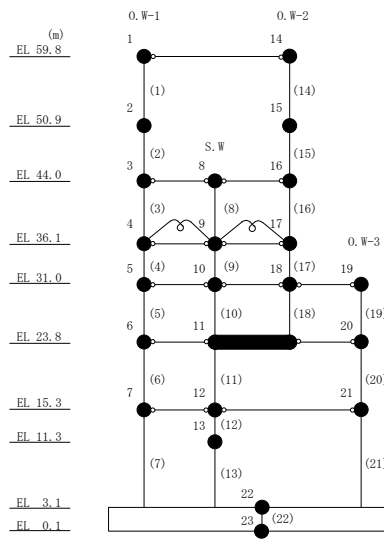 O.W-1 O.W-2
(m)
EL 59.8 1 14
(1) (14)
EL 50.9 2 15
(2) S.W (15)
EL 44.0 3 8 16
(3) (8) (16)
EL 36.1 4 9 17 O.W-3
(4) (9) (17)
EL 31.0 5 10 18 19
(5) (10) (18) (19)
EL 23.8 6 11 20
(6) (11) (20)
EL 15.3 7 12 21
(12)
EL 11.3 13
(7) (13) (21)
22
EL 3.1
23 (22)
EL 0.1